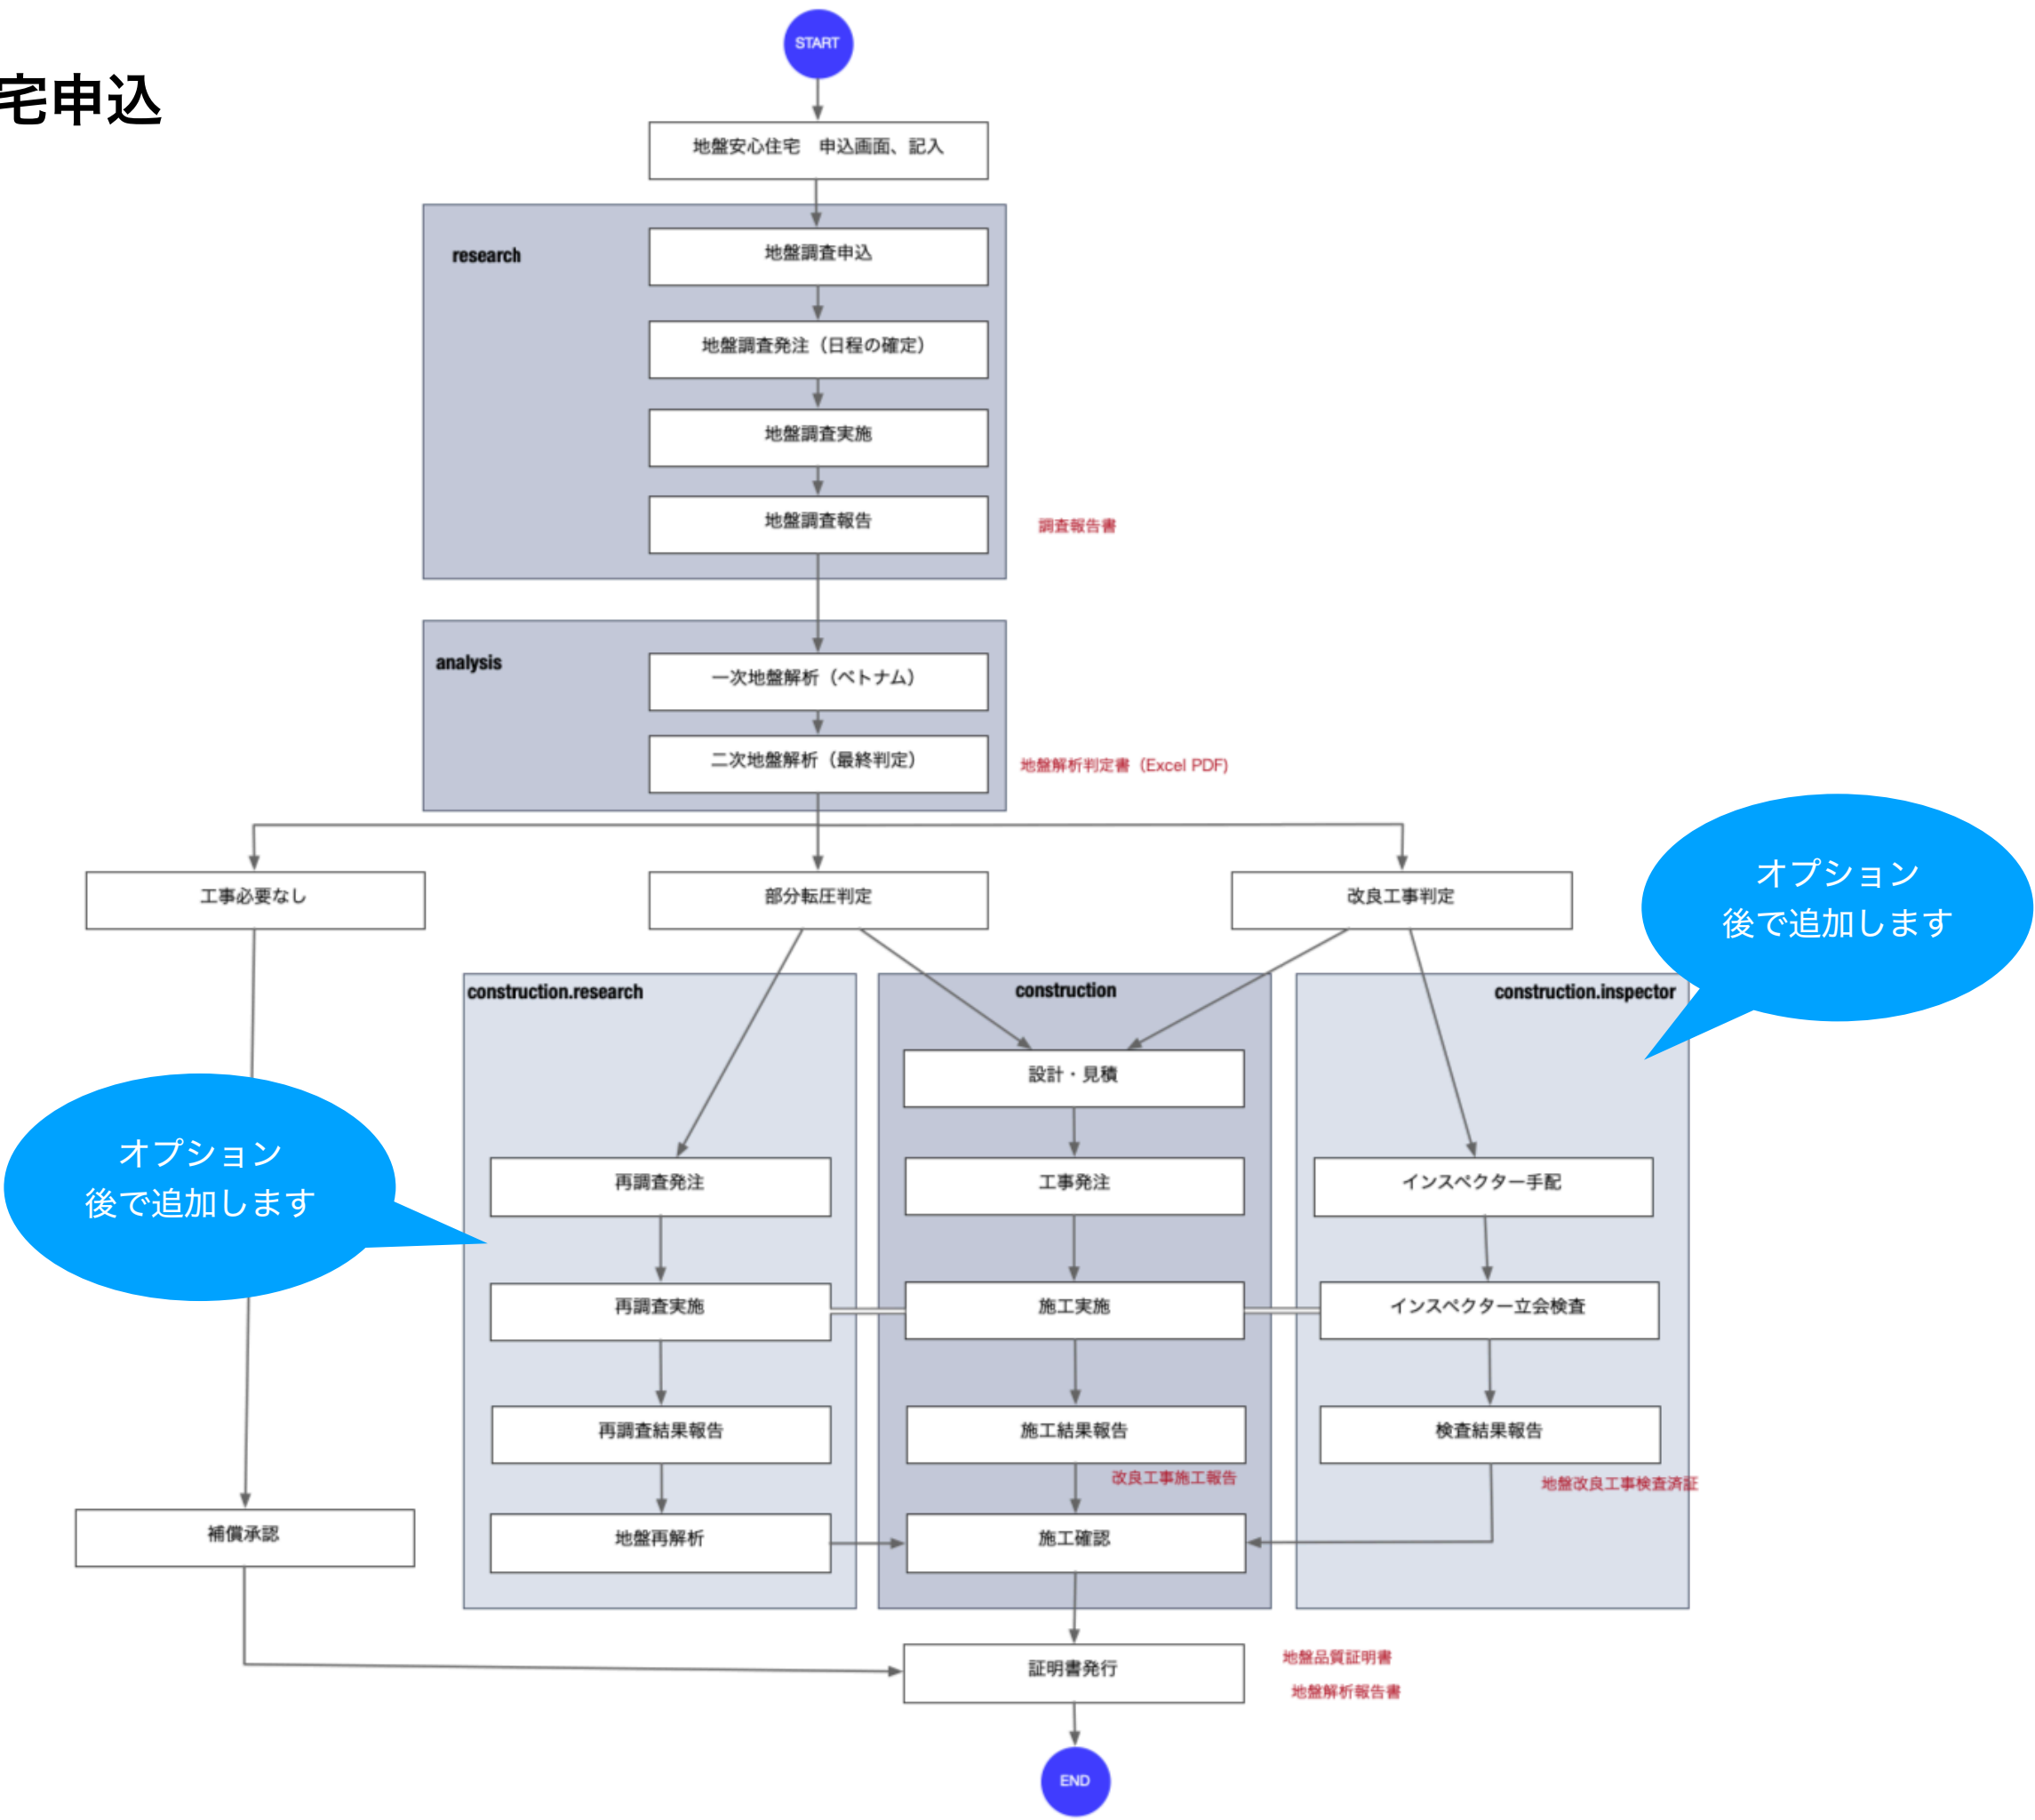 宅申込
START
地盤安心住宅　申込画面、記入
research
地盤調査申込
地盤調査発注（日程の確定）
地盤調査実施
地盤調査報告
調査報告書
analysis
一次地盤解析（ベトナム）
二次地盤解析（最終判定）
地盤解析判定書（Excel PDF)
工事必要なし
部分転圧判定
改良工事判定
オプション
後で追加します
construction.research
construction
construction.inspector
設計・見積
オプション
後で追加します
再調査発注
工事発注
インスペクター手配
再調査実施
施工実施
インスペクター立会検査
再調査結果報告
施工結果報告
検査結果報告
改良工事施工報告
地盤改良工事検査済証
補償承認
地盤再解析
施工確認
証明書発行
地盤品質証明書
地盤解析報告書
END